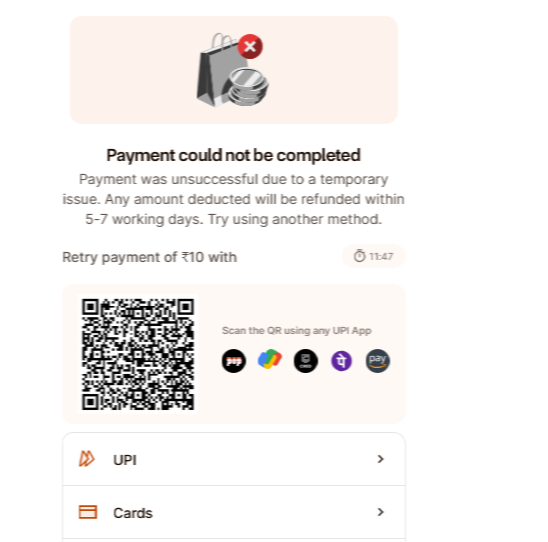 Payment could not be completed
Payment was unsuccessful due to a temporary
issue. Any amount deducted will be refunded within
5-7 working days. Try using another method.
Retry payment of ₹10 with
11:47
Scan the QR using any UPI App
pop
पे
pay
UPI
Cards